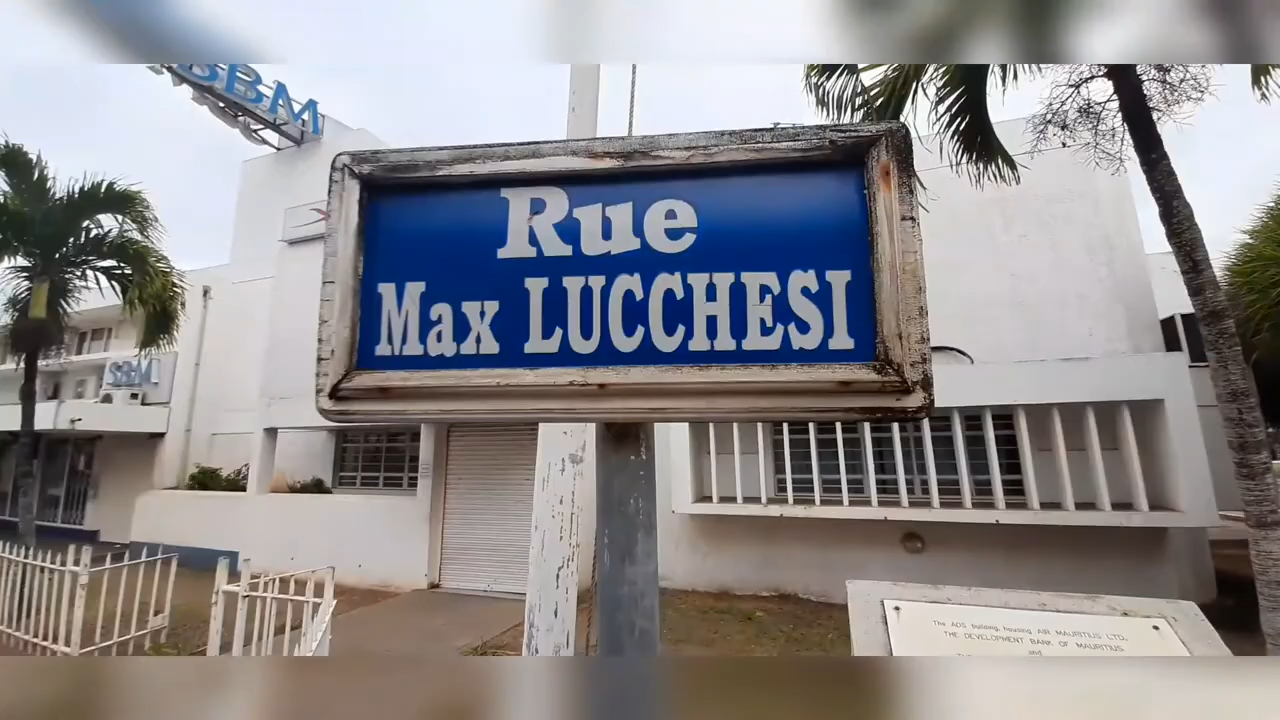 SBM
Rue
Max LUCCHESI
SBM
The ADS building, housing AIR MAURITIUS LTD.,
THE DEVELOPMENT BANK OF MAURITIUS
and